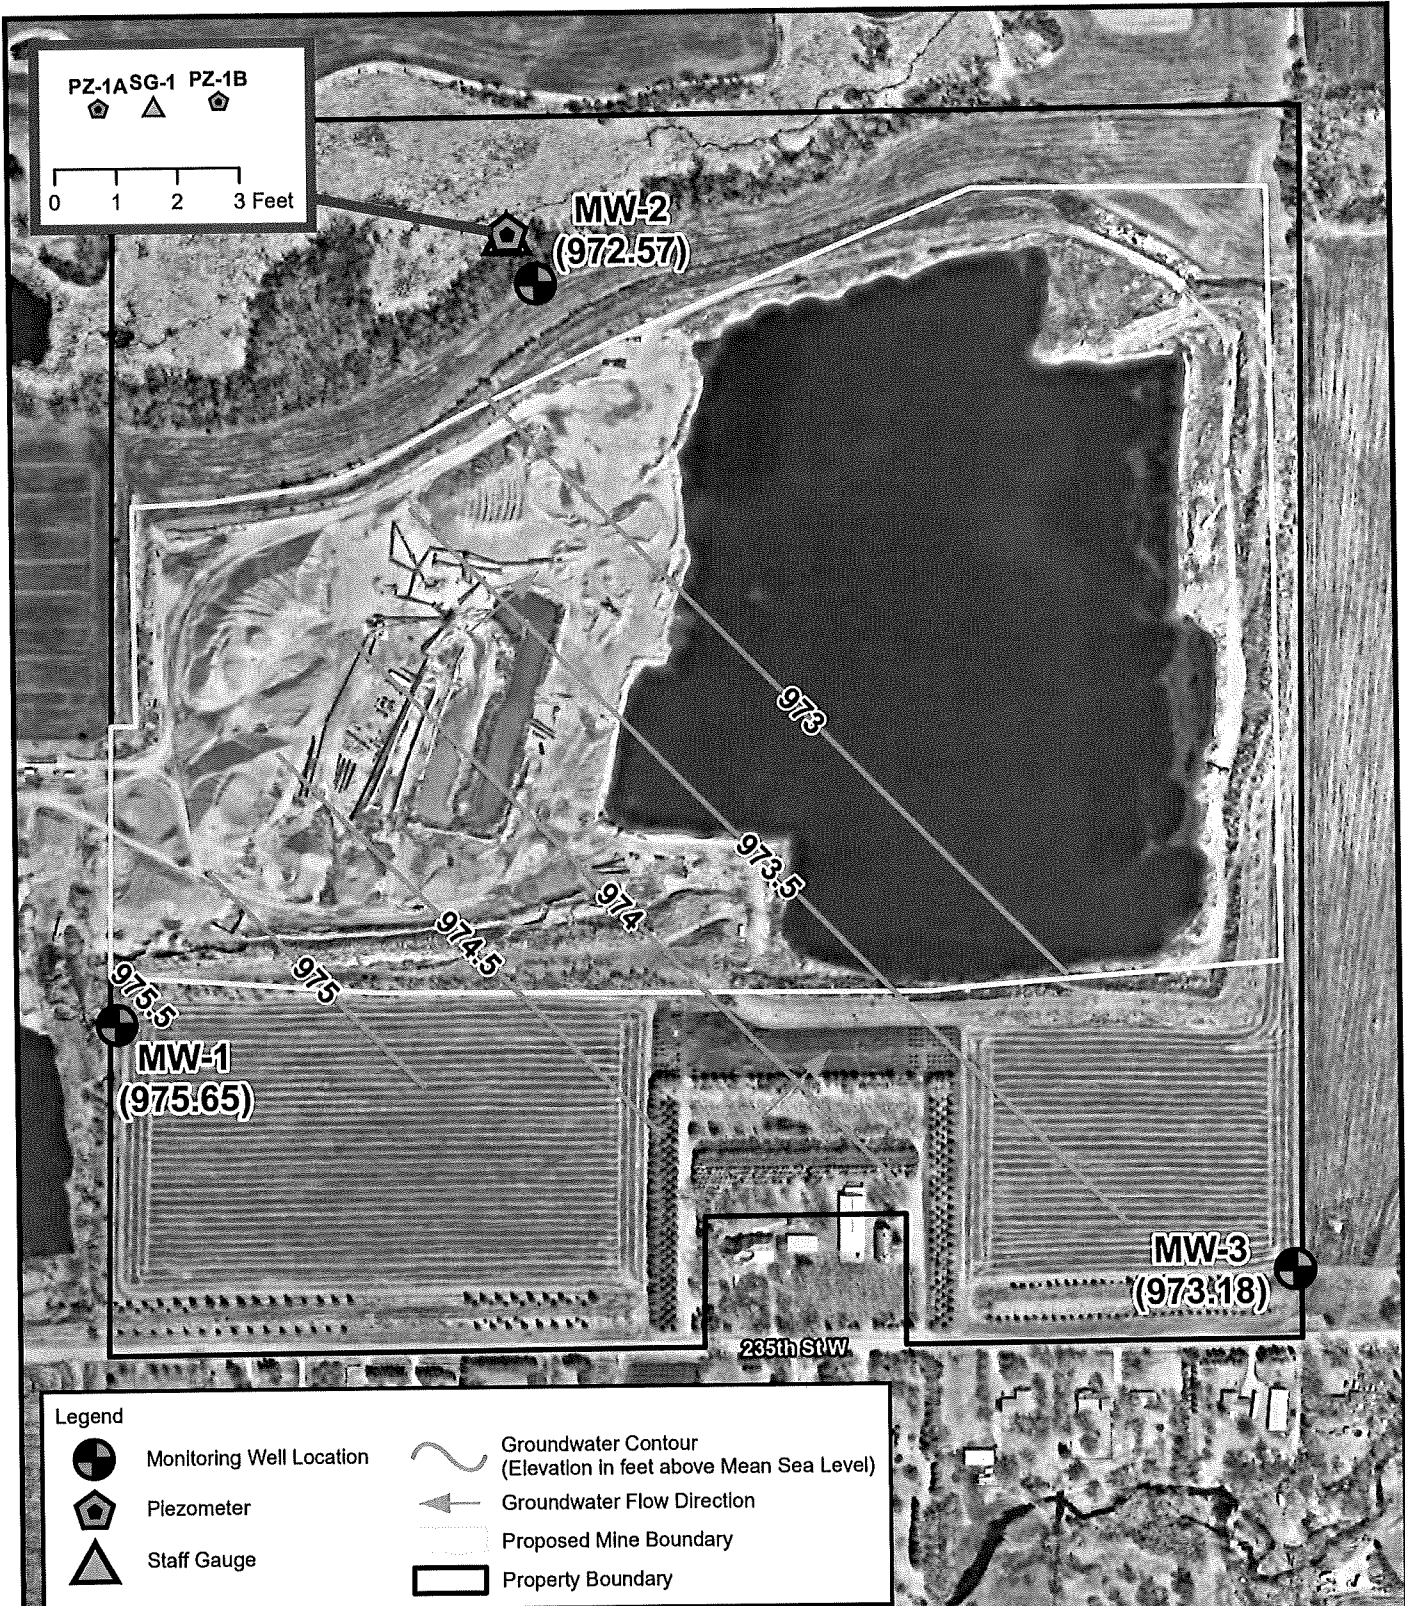 PZ-1A SG-1 PZ-1B
0 1 2 3 Feet
MW-2
(972.57)
973
973.5
974
974.5
975
975.5
MW-1
(975.65)
MW-3
(973.18)
235th St W
Legend
Monitoring Well Location
Piezometer
Staff Gauge
Groundwater Contour
(Elevation in feet above Mean Sea Level)
Groundwater Flow Direction
Proposed Mine Boundary
Property Boundary